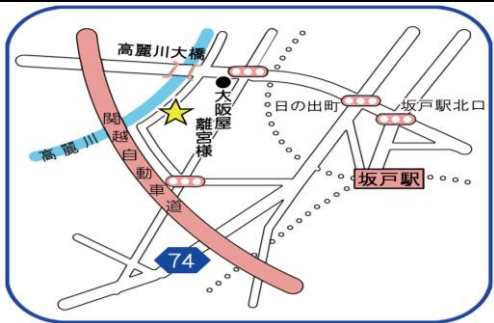 高麗川大橋
大阪屋
離宮様
日の出町
坂戸駅北口
高麗川
関越自動車道
坂戸駅
74